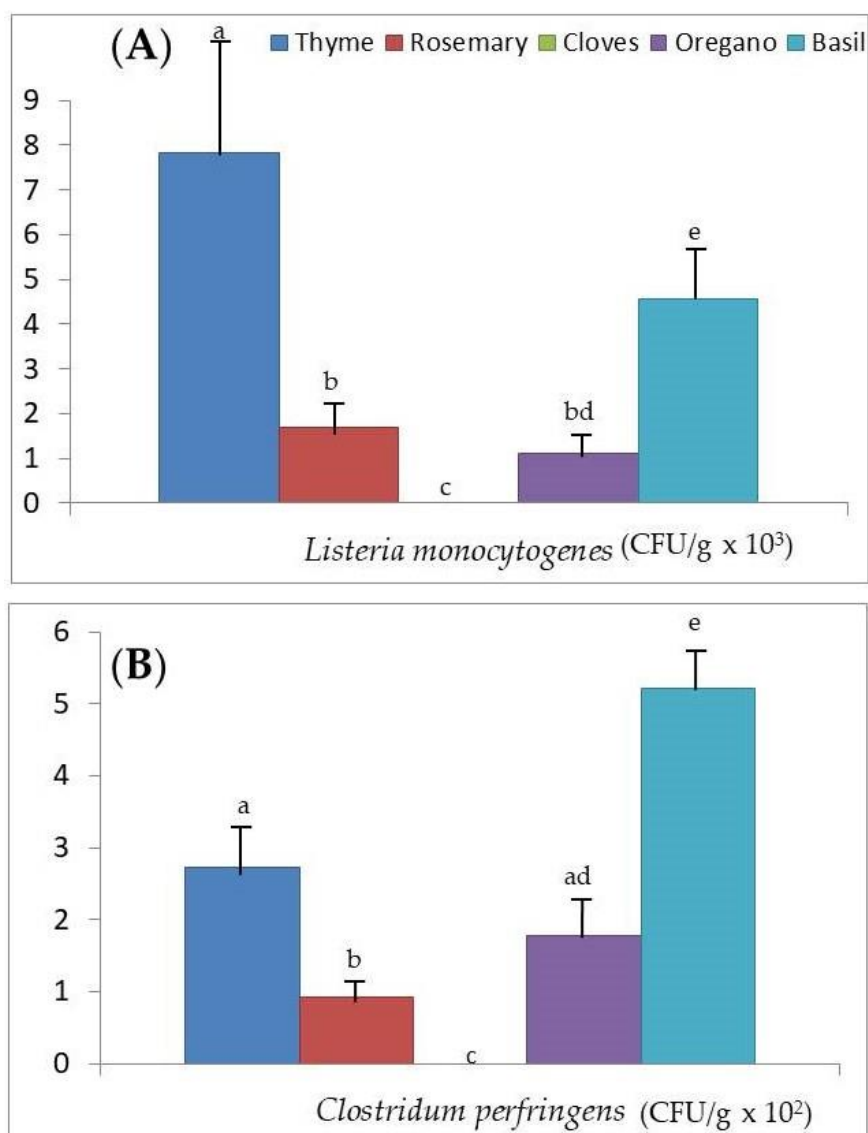 (A)
a
Thyme Rosemary Cloves Oregano Basil
9
8
7
6
5
4
3
2
1
0
b
c
bd
e
Listeria monocytogenes (CFU/g x 10³)
(B)
6
5
4
3
2
1
0
a
b
c
ad
e
Clostridum perfringens (CFU/g x 10²)